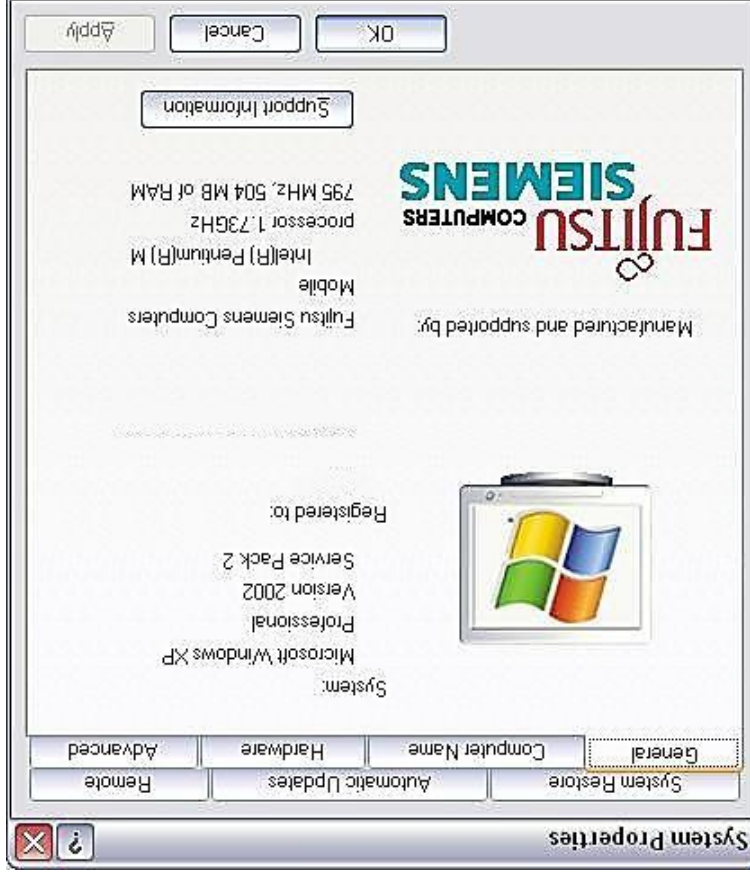 System Properties
System Restore
Automatic Updates
Remote
General
Computer Name
Hardware
Advanced
System:
Microsoft Windows XP
Professional
Version 2002
Service Pack 2
Registered to:
Manufactured and supported by:
FUJITSU COMPUTERS
SIEMENS
Fujitsu Siemens Computers
Mobile
Intel(R) Pentium(R) M
processor 1.73GHz
795 MHz, 504 MB of RAM
Support Information
OK
Cancel
Apply